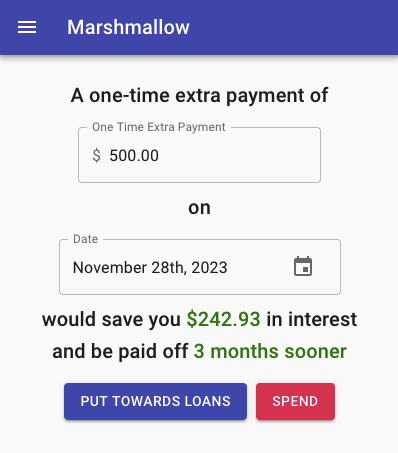 Marshmallow
A one-time extra payment of
One Time Extra Payment
$ 500.00
on
Date
November 28th, 2023
would save you $242.93 in interest
and be paid off 3 months sooner
PUT TOWARDS LOANS SPEND